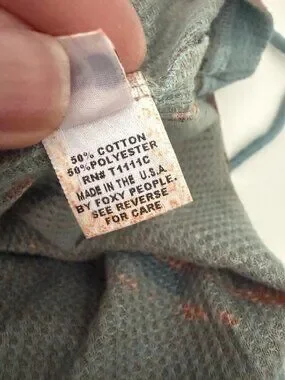 50% COTTON
50% POLYESTER
RN# T1111C
MADE IN THE U.S.A.
BY FOXY PEOPLE.
SEE REVERSE
FOR CARE